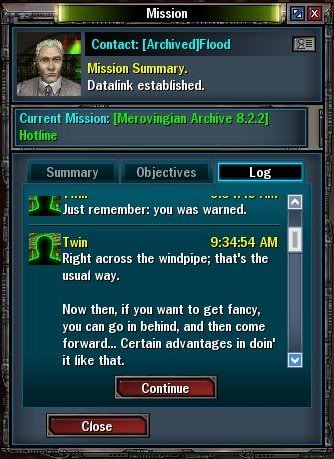 Mission
Contact: [Archived]Flood
Mission Summary.
Datalink established.
Current Mission: [Merovingian Archive 8.2.2]
Hotline
Summary
Objectives
Log
Twin
Just remember: you was warned.
Twin 9:34:54 AM
Right across the windpipe; that's the
usual way.
Now then, if you want to get fancy,
you can go in behind, and then come
forward... Certain advantages in doin'
it like that.
Continue
Close